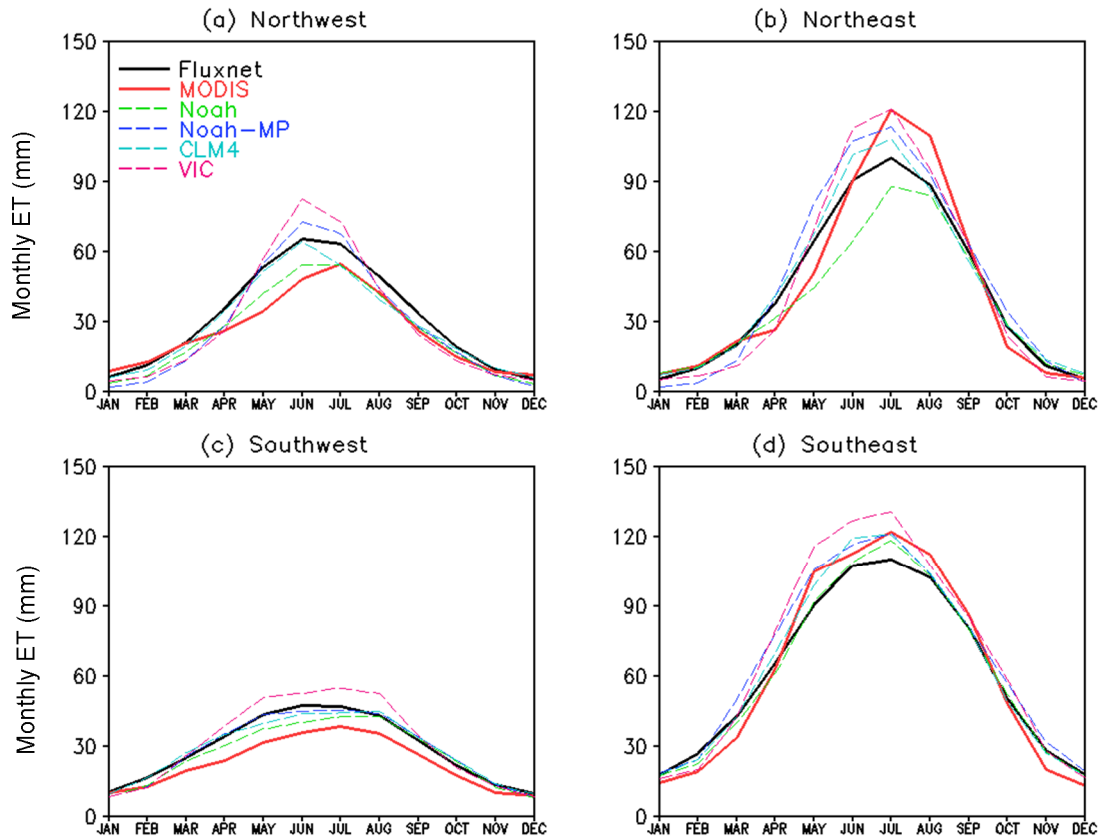 (a) Northwest
(b) Northeast
Monthly ET (mm)
150
120
90
60
30
0
Fluxnet
MODIS
Noah
Noah-MP
CLM4
VIC
JAN FEB MAR APR MAY JUN JUL AUG SEP OCT NOV DEC
150
120
90
60
30
0
JAN FEB MAR APR MAY JUN JUL AUG SEP OCT NOV DEC
(c) Southwest
(d) Southeast
Monthly ET (mm)
150
120
90
60
30
0
JAN FEB MAR APR MAY JUN JUL AUG SEP OCT NOV DEC
150
120
90
60
30
0
JAN FEB MAR APR MAY JUN JUL AUG SEP OCT NOV DEC